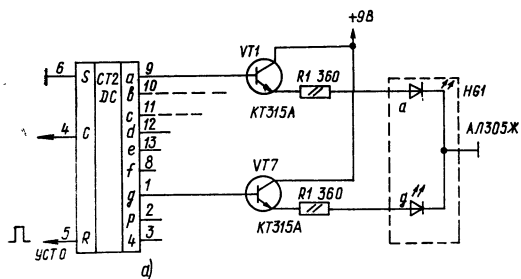 +9В
6 S СТ2 a 9 VT1
DC b 10 R1 360 HG1
c 11 КТ315А a
4 C d 12 АЛ305Ж
e 13
f 8 VT7
g 1 R1 360 g
p 2 КТ315А
5 R 4 3
УСТ 0
а)